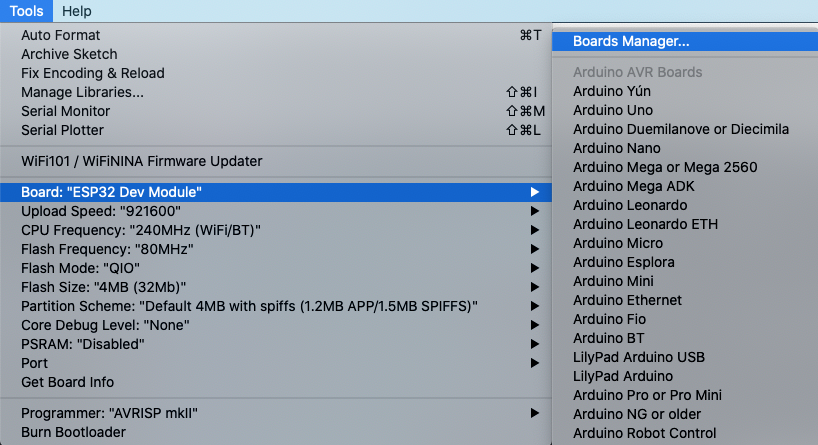 Tools Help
Auto Format ⌘T
Archive Sketch
Fix Encoding & Reload
Manage Libraries... ⇧⌘I
Serial Monitor ⇧⌘M
Serial Plotter ⇧⌘L
WiFi101 / WiFiNINA Firmware Updater
Board: "ESP32 Dev Module"
Upload Speed: "921600"
CPU Frequency: "240MHz (WiFi/BT)"
Flash Frequency: "80MHz"
Flash Mode: "QIO"
Flash Size: "4MB (32Mb)"
Partition Scheme: "Default 4MB with spiffs (1.2MB APP/1.5MB SPIFFS)"
Core Debug Level: "None"
PSRAM: "Disabled"
Port
Get Board Info
Programmer: "AVRISP mkII"
Burn Bootloader
Boards Manager...
Arduino AVR Boards
Arduino Yún
Arduino Uno
Arduino Duemilanove or Diecimila
Arduino Nano
Arduino Mega or Mega 2560
Arduino Mega ADK
Arduino Leonardo
Arduino Leonardo ETH
Arduino Micro
Arduino Esplora
Arduino Mini
Arduino Ethernet
Arduino Fio
Arduino BT
LilyPad Arduino USB
LilyPad Arduino
Arduino Pro or Pro Mini
Arduino NG or older
Arduino Robot Control